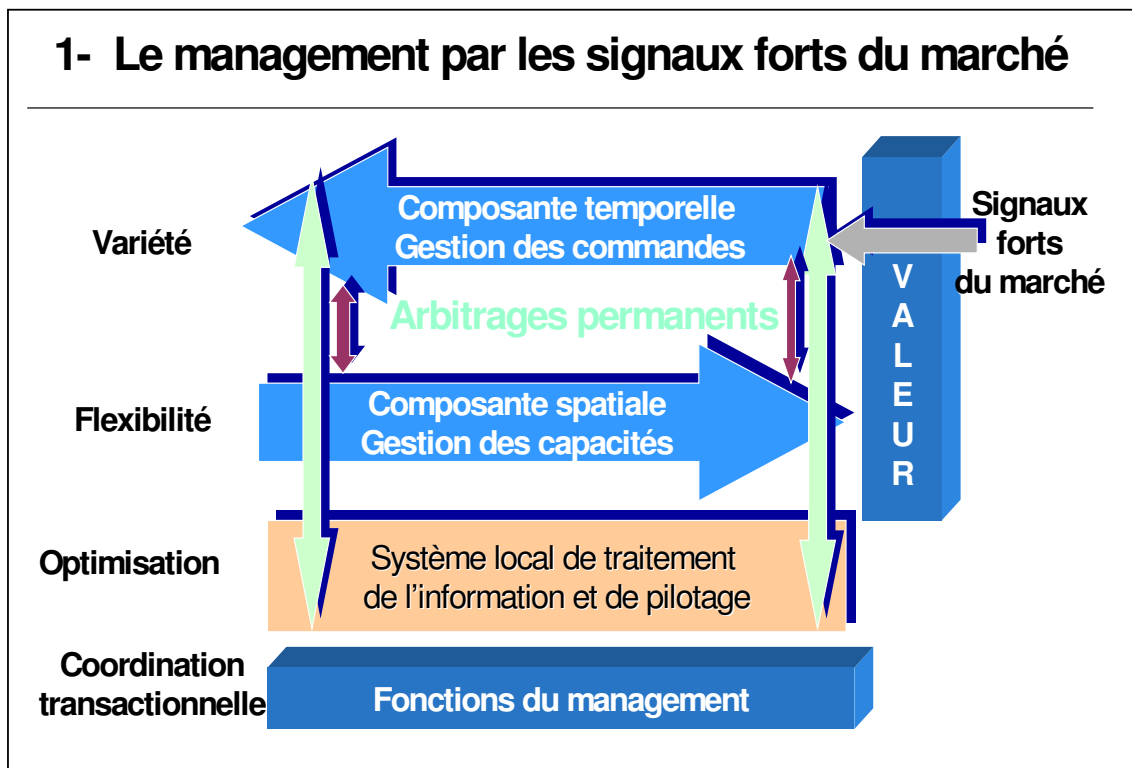 1- Le management par les signaux forts du marché
Variété
Composante temporelle
Gestion des commandes
Signaux
forts
du marché
Arbitrages permanents
V
A
L
E
U
R
Flexibilité
Composante spatiale
Gestion des capacités
Optimisation
Système local de traitement
de l’information et de pilotage
Coordination
transactionnelle
Fonctions du management